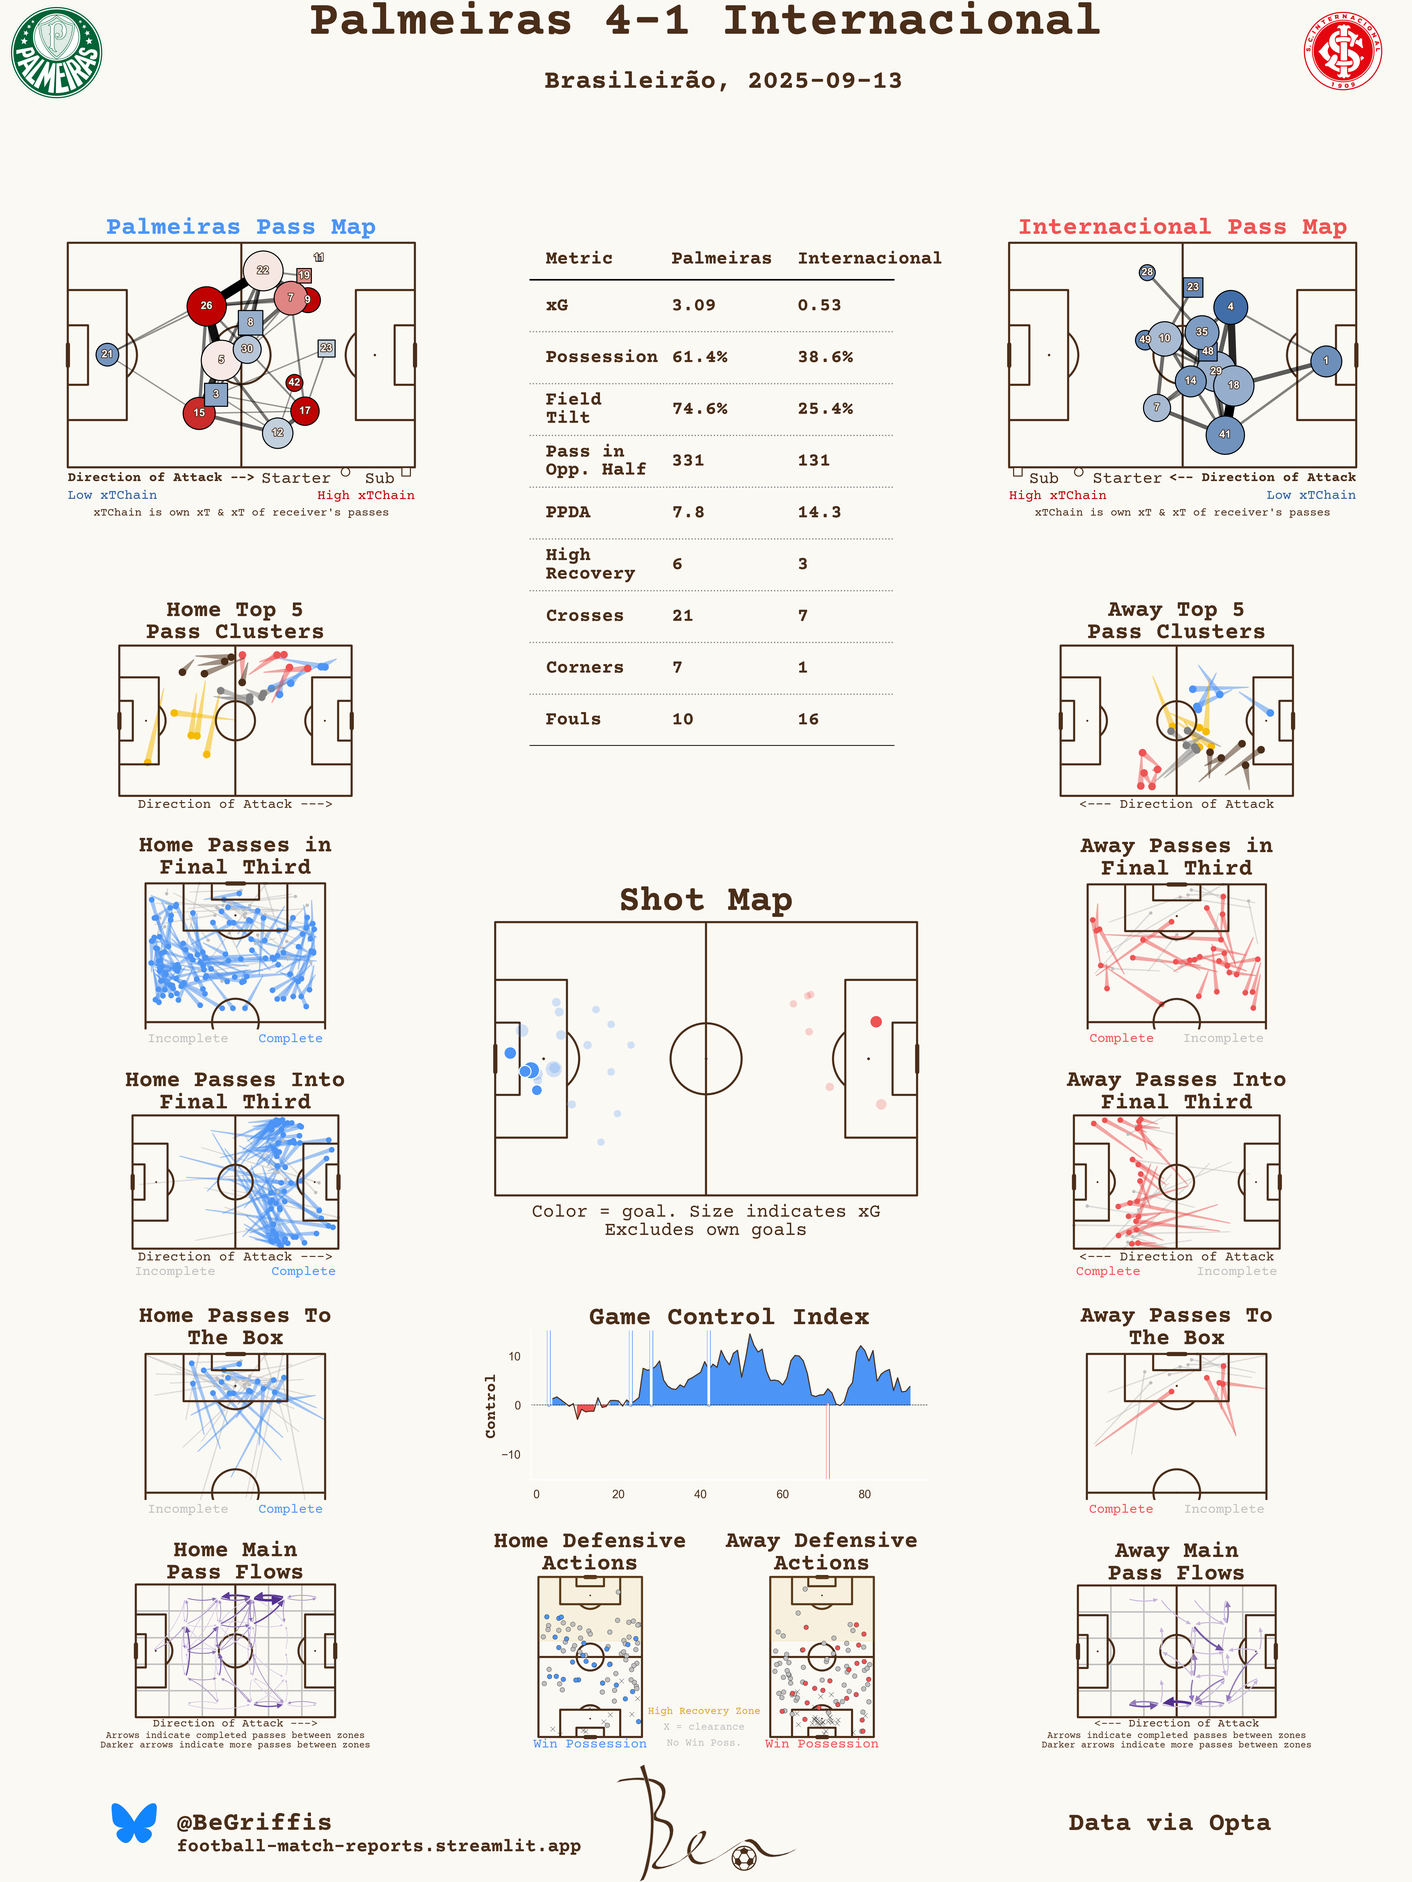 Palmeiras 4-1 Internacional
Brasileirão, 2025-09-13
PALMEIRAS
S.C. INTERNACIONAL
1909
Palmeiras Pass Map
22
11
19
7
9
26
8
30
23
21
5
42
3
15
17
12
Direction of Attack --> Starter Sub
Low xTChain High xTChain
xTChain is own xT & xT of receiver's passes
Metric Palmeiras Internacional
xG 3.09 0.53
Possession 61.4% 38.6%
Field
Tilt 74.6% 25.4%
Pass in
Opp. Half 331 131
PPDA 7.8 14.3
High
Recovery 6 3
Crosses 21 7
Corners 7 1
Fouls 10 16
Internacional Pass Map
28
23
4
35
10
49
48
29
1
14
18
7
41
Sub Starter <-- Direction of Attack
High xTChain Low xTChain
xTChain is own xT & xT of receiver's passes
Home Top 5
Pass Clusters
Direction of Attack --->
Away Top 5
Pass Clusters
<--- Direction of Attack
Home Passes in
Final Third
Incomplete Complete
Shot Map
Color = goal. Size indicates xG
Excludes own goals
Away Passes in
Final Third
Complete Incomplete
Home Passes Into
Final Third
Direction of Attack --->
Incomplete Complete
Away Passes Into
Final Third
<--- Direction of Attack
Complete Incomplete
Home Passes To
The Box
Incomplete Complete
Game Control Index
Control
10
0
−10
0 20 40 60 80
Away Passes To
The Box
Complete Incomplete
Home Main
Pass Flows
Direction of Attack --->
Arrows indicate completed passes between zones
Darker arrows indicate more passes between zones
Home Defensive
Actions
Win Possession
High Recovery Zone
X = clearance
No Win Poss.
Away Defensive
Actions
Win Possession
Away Main
Pass Flows
<--- Direction of Attack
Arrows indicate completed passes between zones
Darker arrows indicate more passes between zones
@BeGriffis
football-match-reports.streamlit.app
Ben
Data via Opta